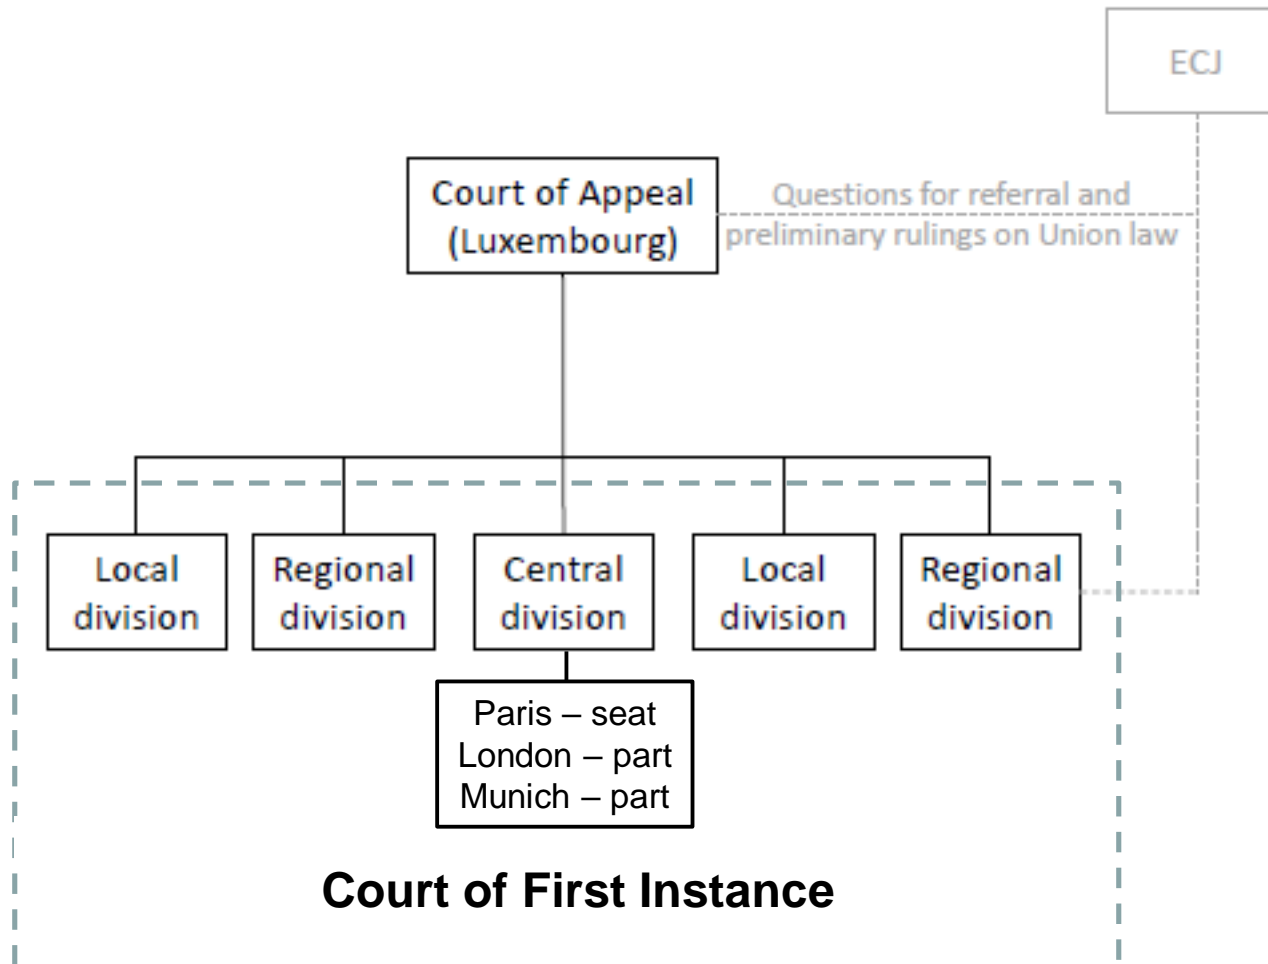 ECJ
Court of Appeal
(Luxembourg)
Questions for referral and
preliminary rulings on Union law
Local
division
Regional
division
Central
division
Local
division
Regional
division
Paris – seat
London – part
Munich – part
Court of First Instance